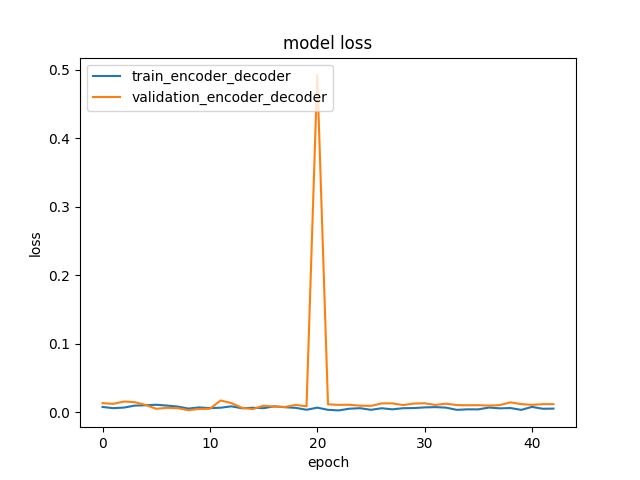 model loss
train_encoder_decoder
validation_encoder_decoder
0.5
0.4
0.3
0.2
0.1
0.0
loss
0
10
20
30
40
epoch